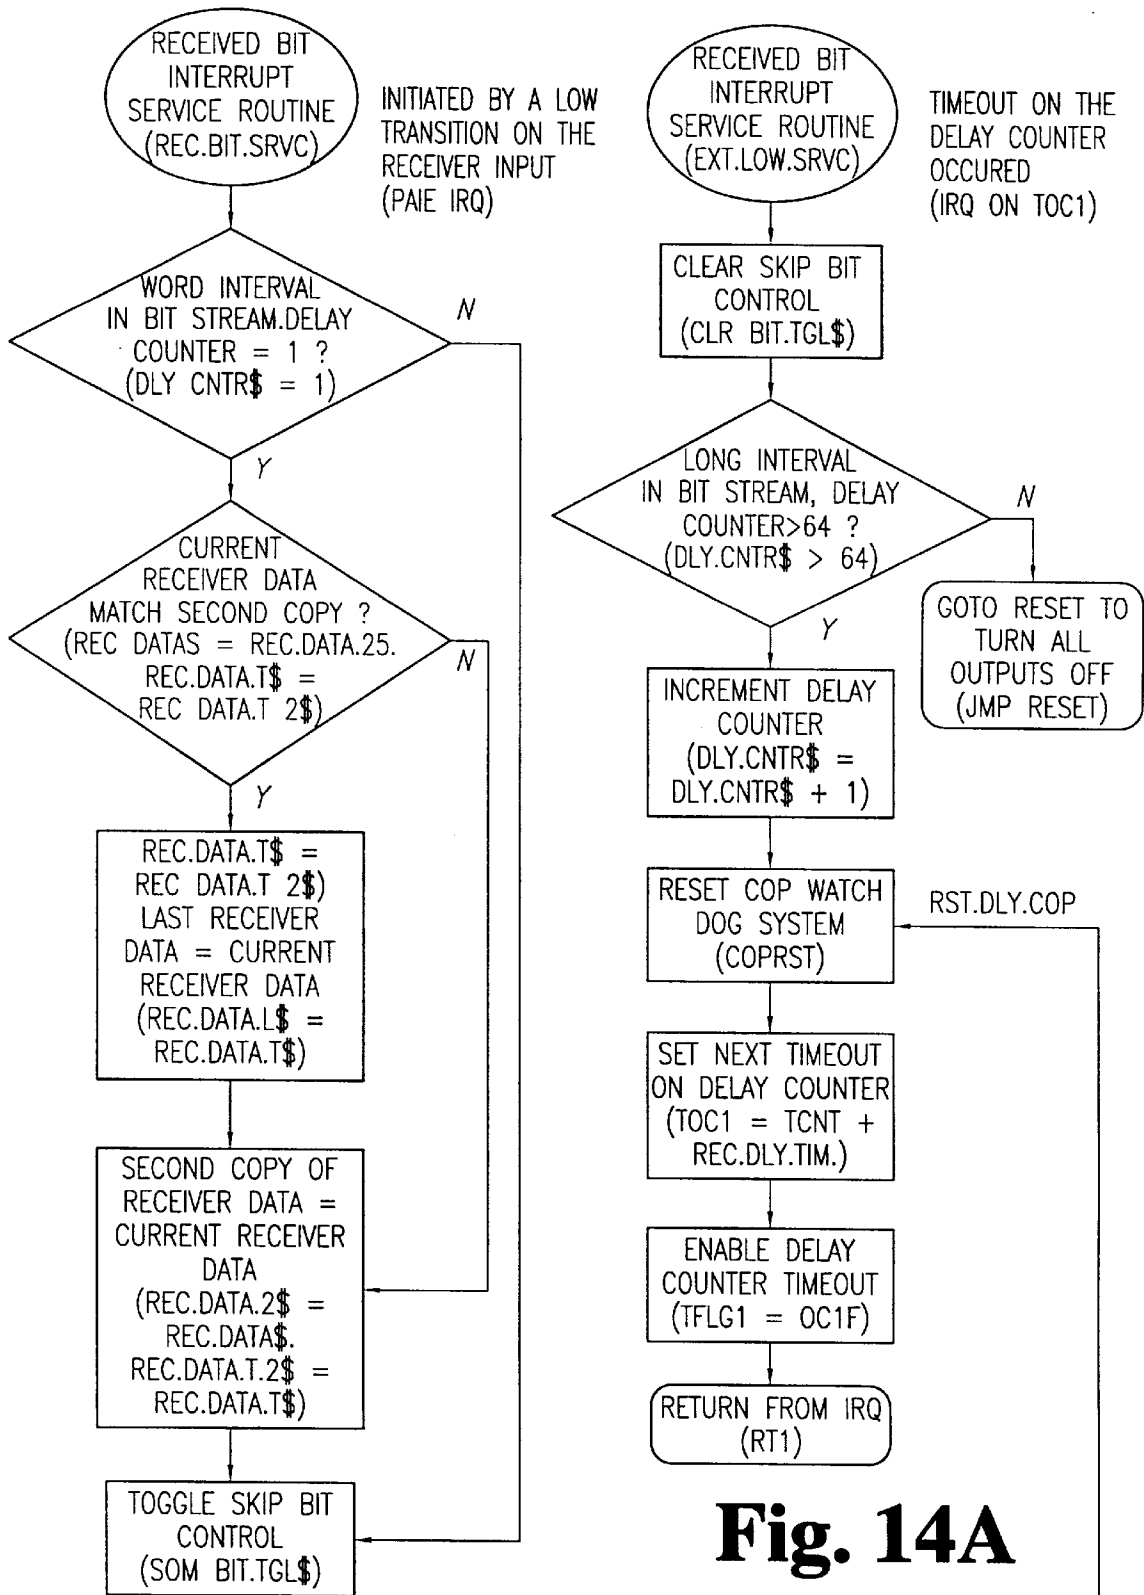 RECEIVED BIT
INTERRUPT
SERVICE ROUTINE
(REC.BIT.SRVC)
INITIATED BY A LOW
TRANSITION ON THE
RECEIVER INPUT
(PAIE IRQ)
WORD INTERVAL
IN BIT STREAM.DELAY
COUNTER = 1 ?
(DLY CNTR$ = 1)
N
Y
CURRENT
RECEIVER DATA
MATCH SECOND COPY ?
(REC DATAS = REC.DATA.25.
REC.DATA.T$ =
REC DATA.T 2$)
N
Y
REC.DATA.T$ =
REC DATA.T 2$)
LAST RECEIVER
DATA = CURRENT
RECEIVER DATA
(REC.DATA.L$ =
REC.DATA.T$)
SECOND COPY OF
RECEIVER DATA =
CURRENT RECEIVER
DATA
(REC.DATA.2$ =
REC.DATA$.
REC.DATA.T.2$ =
REC.DATA.T$)
TOGGLE SKIP BIT
CONTROL
(SOM BIT.TGL$)
RECEIVED BIT
INTERRUPT
SERVICE ROUTINE
(EXT.LOW.SRVC)
TIMEOUT ON THE
DELAY COUNTER
OCCURED
(IRQ ON TOC1)
CLEAR SKIP BIT
CONTROL
(CLR BIT.TGL$)
LONG INTERVAL
IN BIT STREAM, DELAY
COUNTER>64 ?
(DLY.CNTR$ > 64)
N
Y
GOTO RESET TO
TURN ALL
OUTPUTS OFF
(JMP RESET)
INCREMENT DELAY
COUNTER
(DLY.CNTR$ =
DLY.CNTR$ + 1)
RESET COP WATCH
DOG SYSTEM
(COPRST)
RST.DLY.COP
SET NEXT TIMEOUT
ON DELAY COUNTER
(TOC1 = TCNT +
REC.DLY.TIM.)
ENABLE DELAY
COUNTER TIMEOUT
(TFLG1 = OC1F)
RETURN FROM IRQ
(RT1)
Fig. 14A